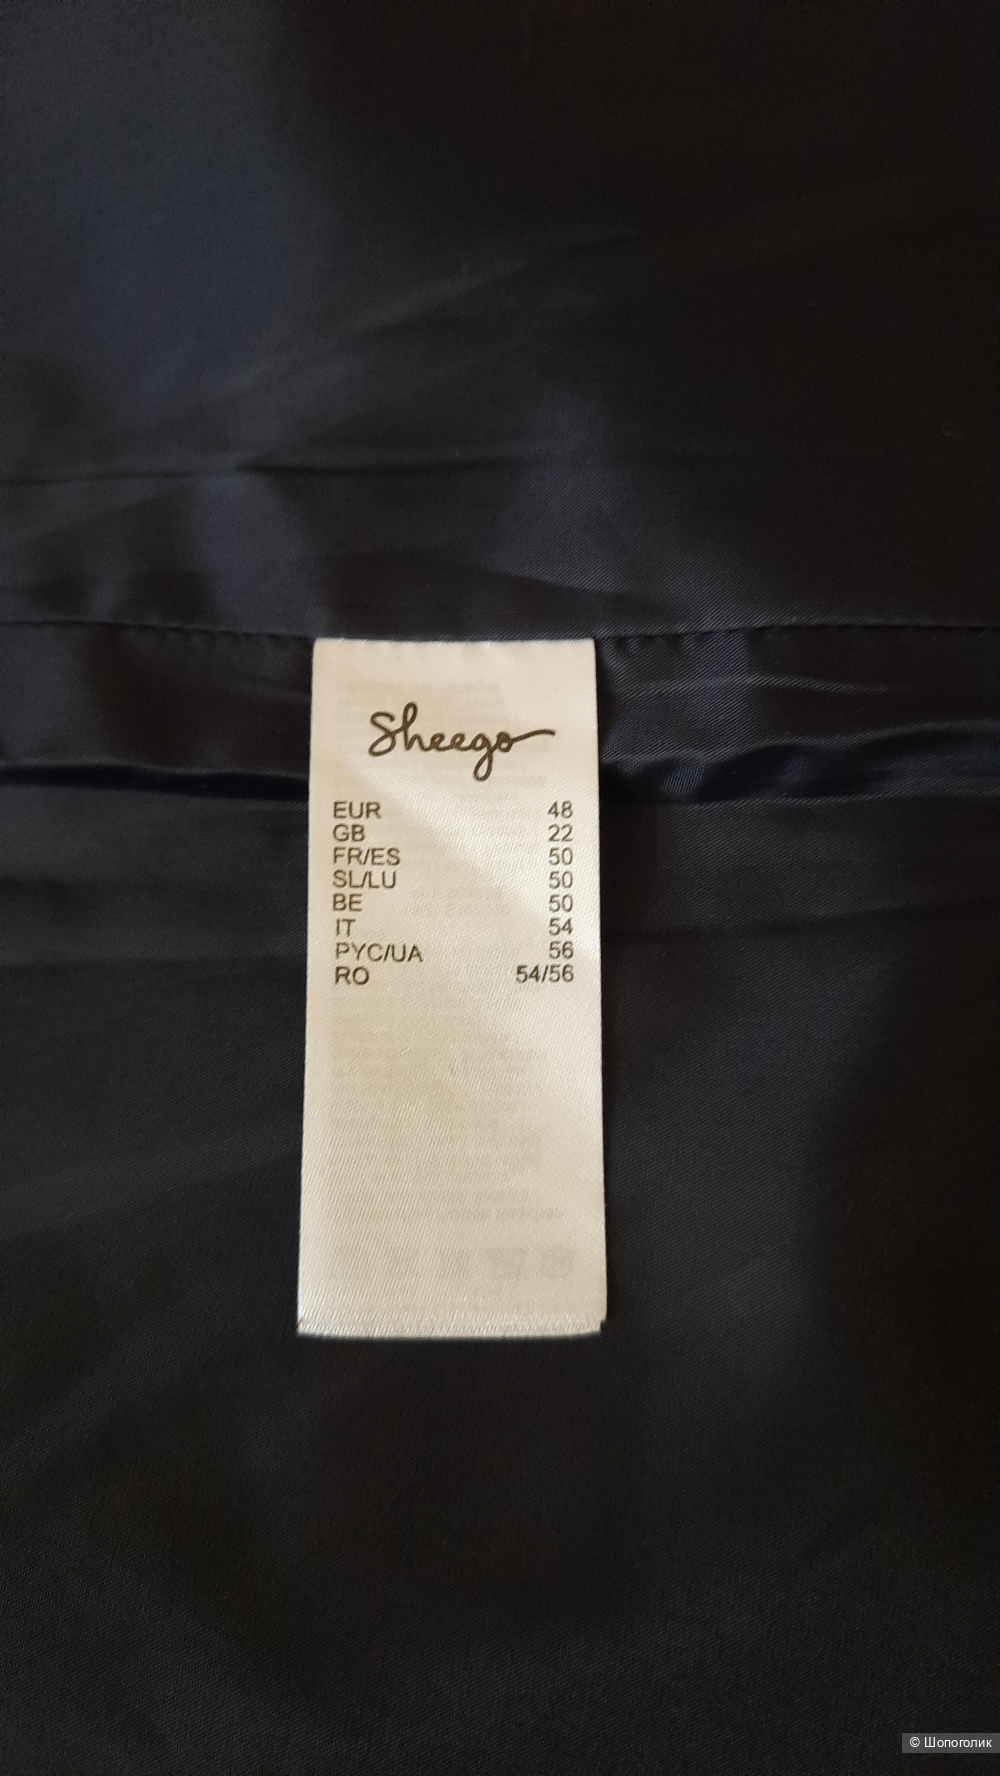 Sheego
EUR 48
GB 22
FR/ES 50
SL/LU 50
BE 50
IT 54
РУС/UA 56
RO 54/56
© Шопоголик